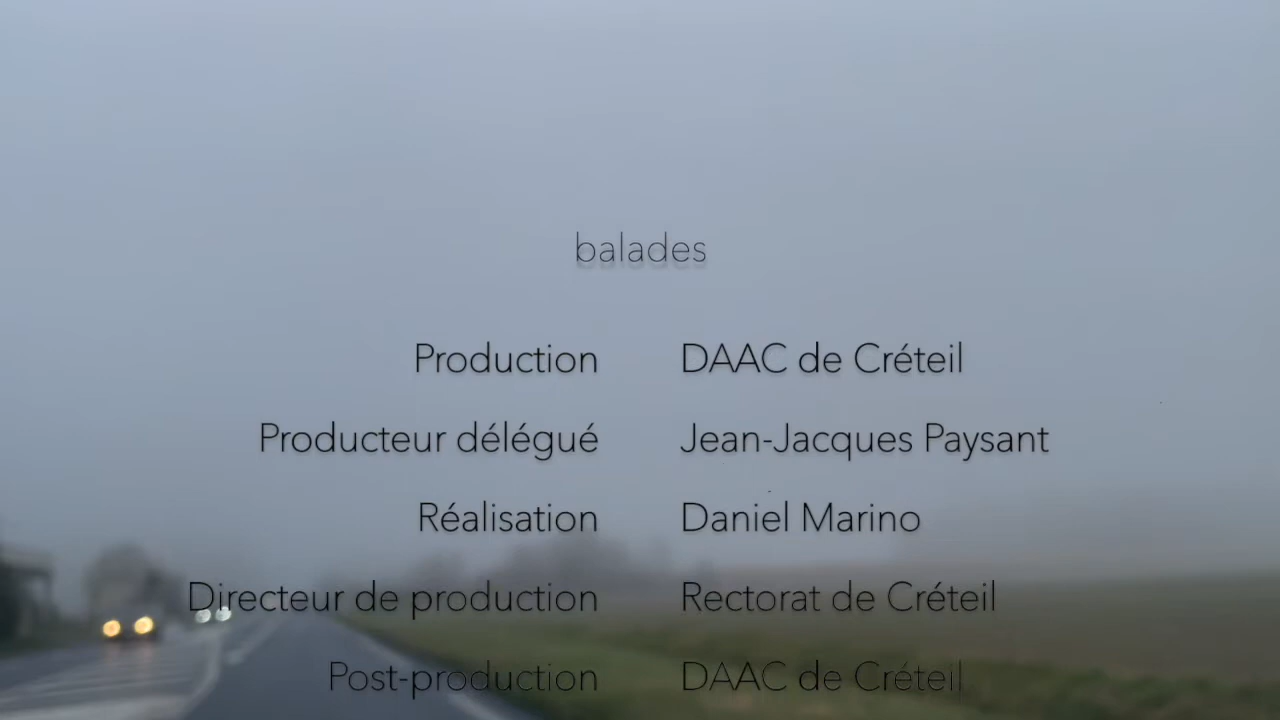 balades
Production DAAC de Créteil
Producteur délégué Jean-Jacques Paysant
Réalisation Daniel Marino
Directeur de production Rectorat de Créteil
Post-production DAAC de Créteil